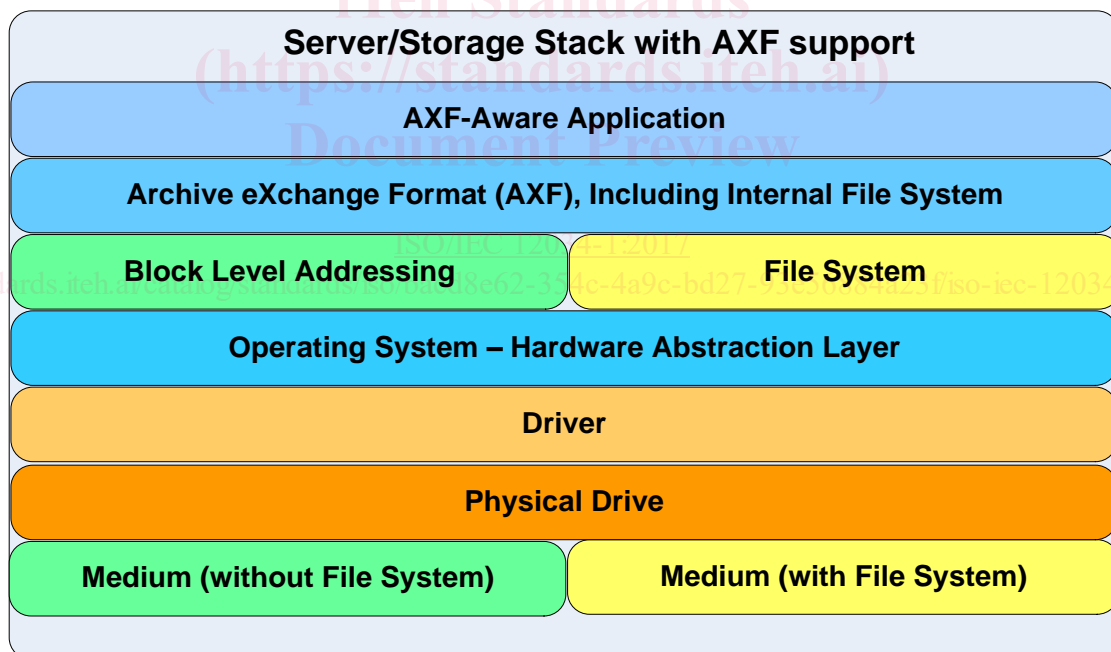 iTeh Standards
Server/Storage Stack with AXF support
(https://standards.iteh.ai)
AXF-Aware Application
Document Preview
Archive eXchange Format (AXF), Including Internal File System
ISO/IEC 12034-1:2017
Block Level Addressing
File System
Operating System – Hardware Abstraction Layer
Driver
Physical Drive
Medium (without File System)
Medium (with File System)